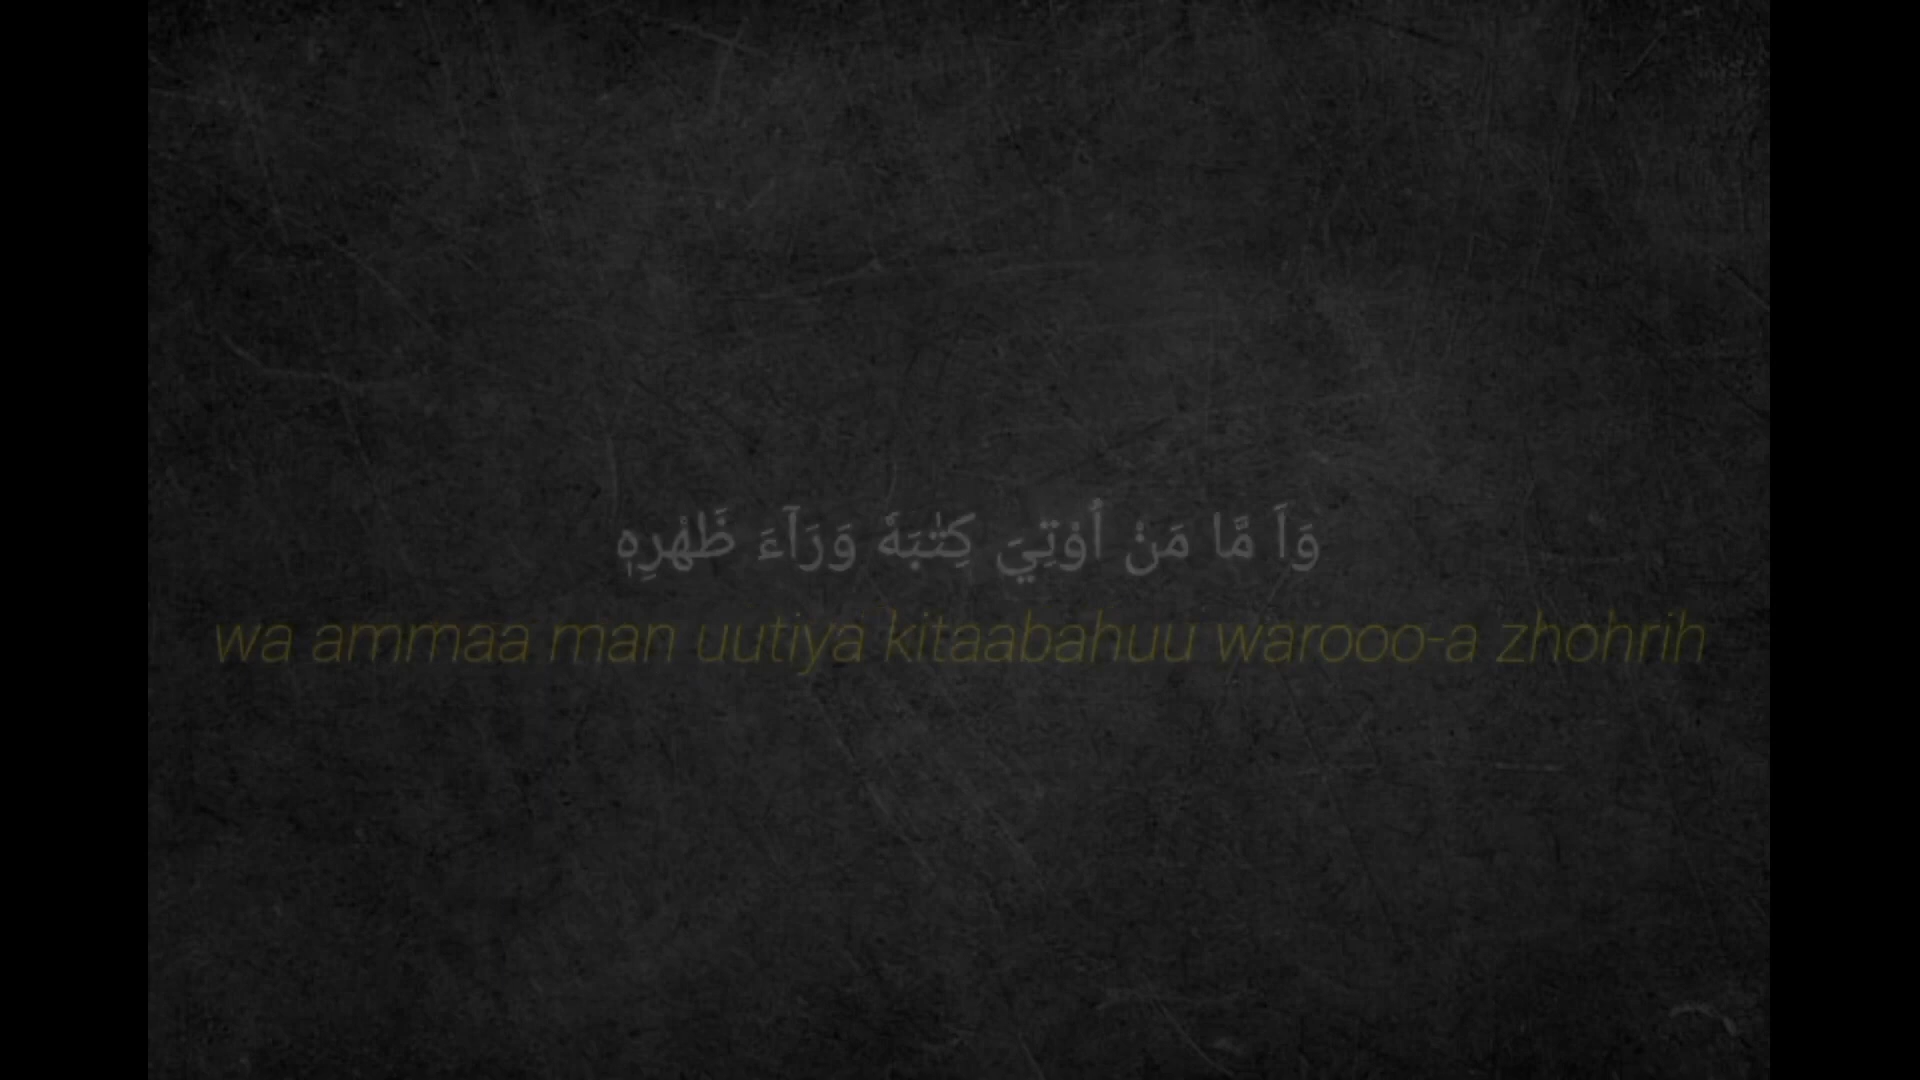 وَاَ مَّا مَنْ اُوْتِيَ كِتٰبَهٗ وَرَآءَ ظَهْرِهٖ
wa ammaa man uutiya kitaabahuu warooo-a zhohrih